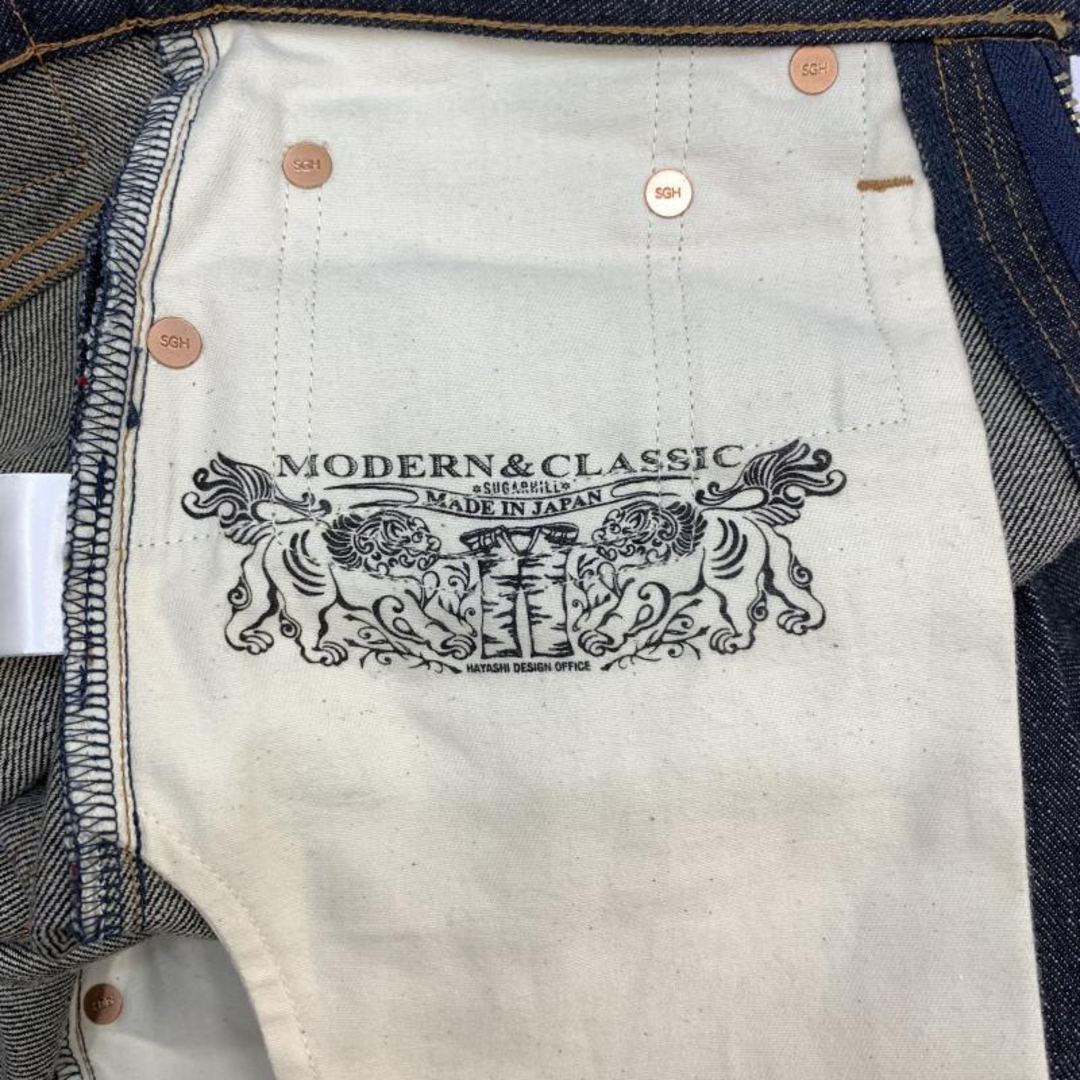 SGH
SGH
SGH
SGH
MODERN&CLASSIC
*SUGARHILL*
MADE IN JAPAN
HAYASHI DESIGN OFFICE